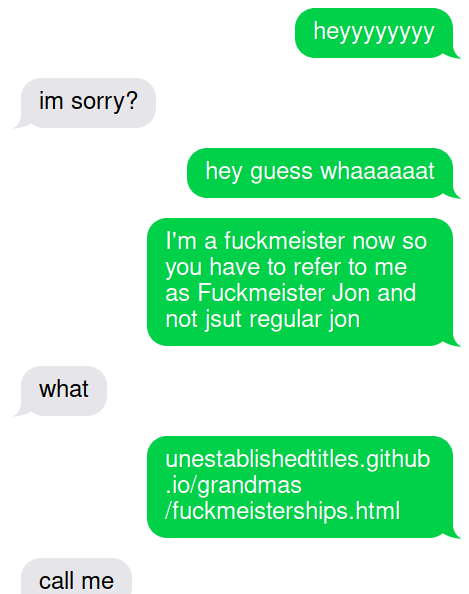 heyyyyyyyy
im sorry?
hey guess whaaaaaat
I'm a fuckmeister now so
you have to refer to me
as Fuckmeister Jon and
not jsut regular jon
what
unestablishedtitles.github
.io/grandmas
/fuckmeisterships.html
call me